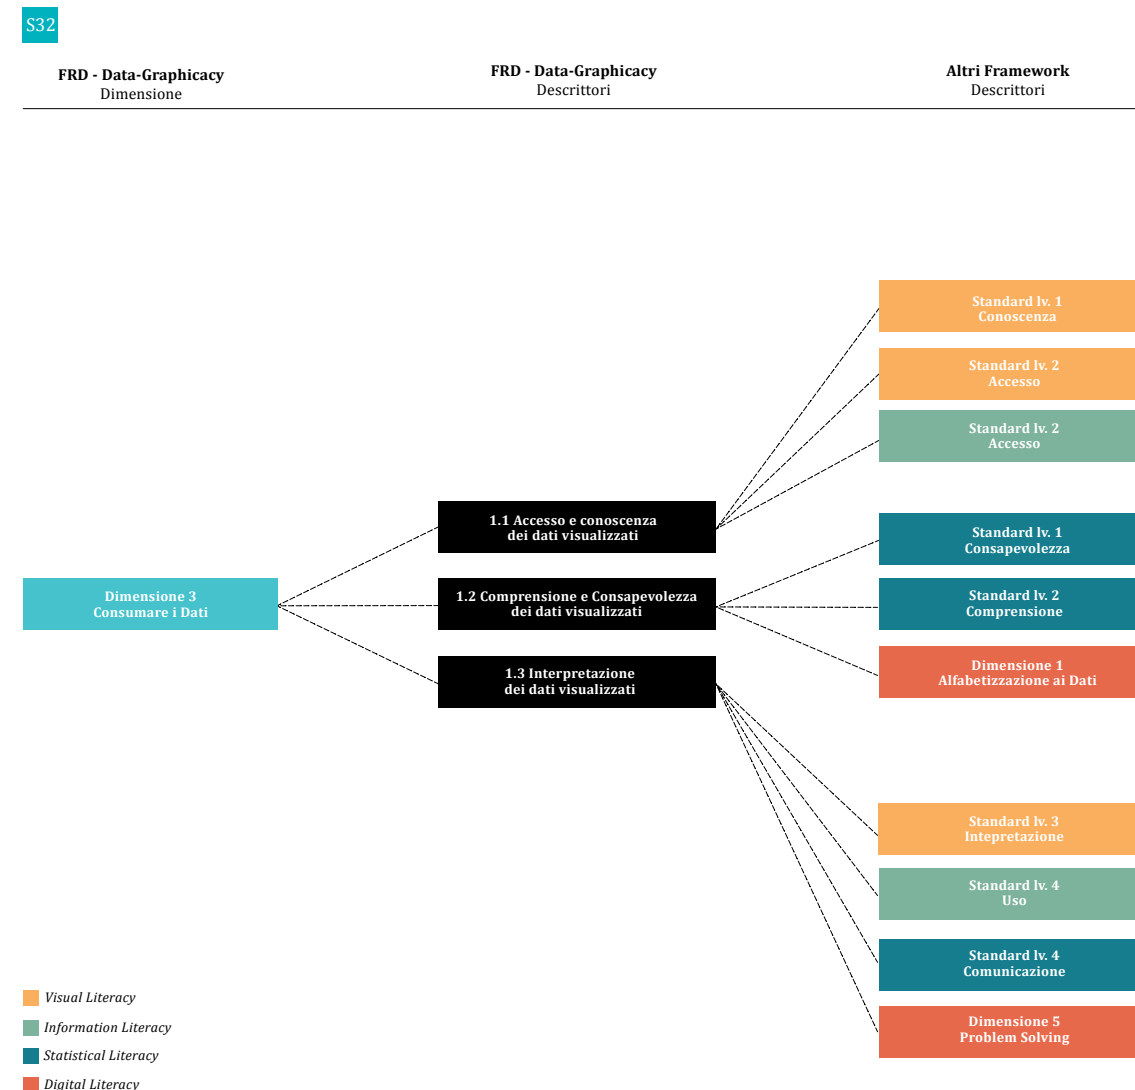 S32
FRD - Data-Graphicacy
Dimensione
FRD - Data-Graphicacy
Descrittori
Altri Framework
Descrittori
Standard lv. 1
Conoscenza
Standard lv. 2
Accesso
Standard lv. 2
Accesso
1.1 Accesso e conoscenza
dei dati visualizzati
Standard lv. 1
Consapevolezza
Dimensione 3
Consumare i Dati
1.2 Comprensione e Consapevolezza
dei dati visualizzati
Standard lv. 2
Comprensione
1.3 Interpretazione
dei dati visualizzati
Dimensione 1
Alfabetizzazione ai Dati
Standard lv. 3
Intepretazione
Standard lv. 4
Uso
Standard lv. 4
Comunicazione
Dimensione 5
Problem Solving
Visual Literacy
Information Literacy
Statistical Literacy
Digital Literacy